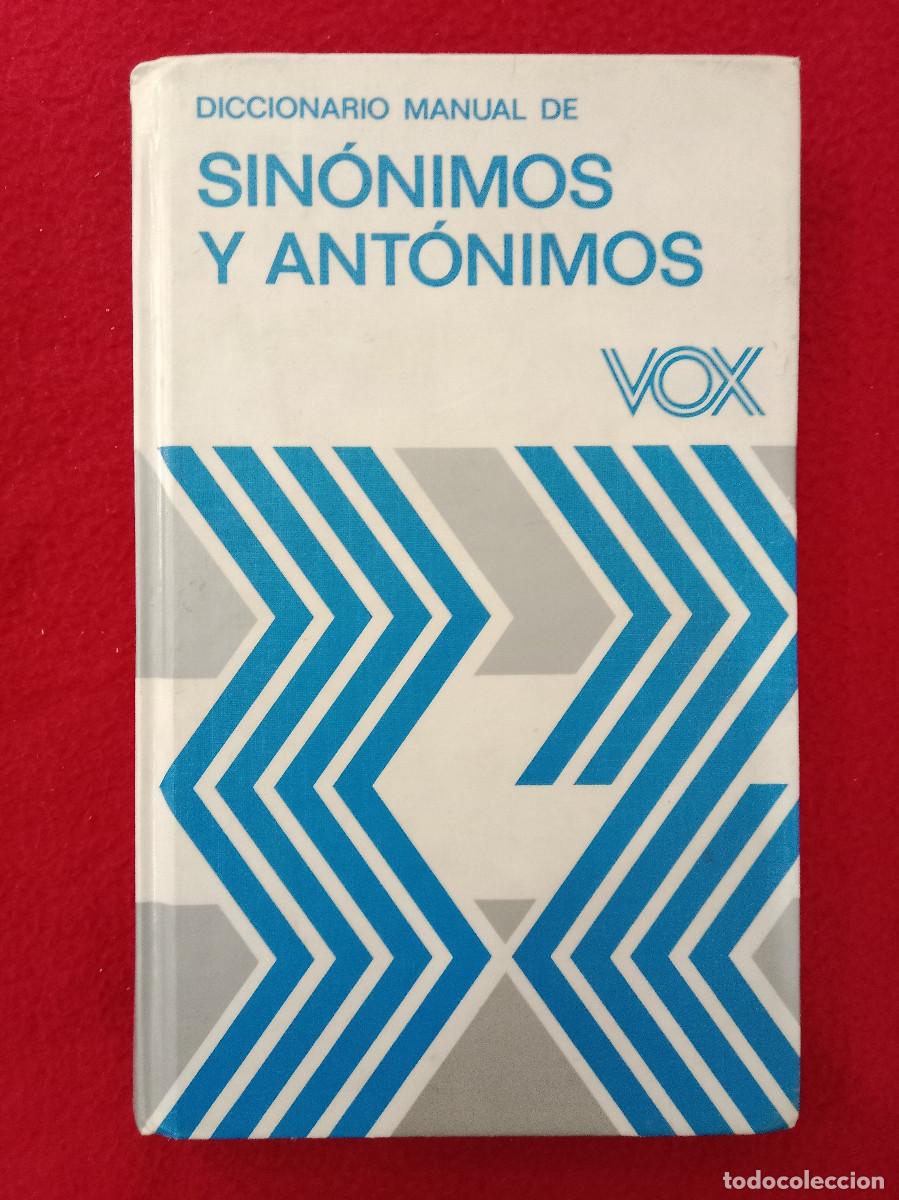 DICCIONARIO MANUAL DE
SINÓNIMOS
Y ANTÓNIMOS
VOX
todocoleccion